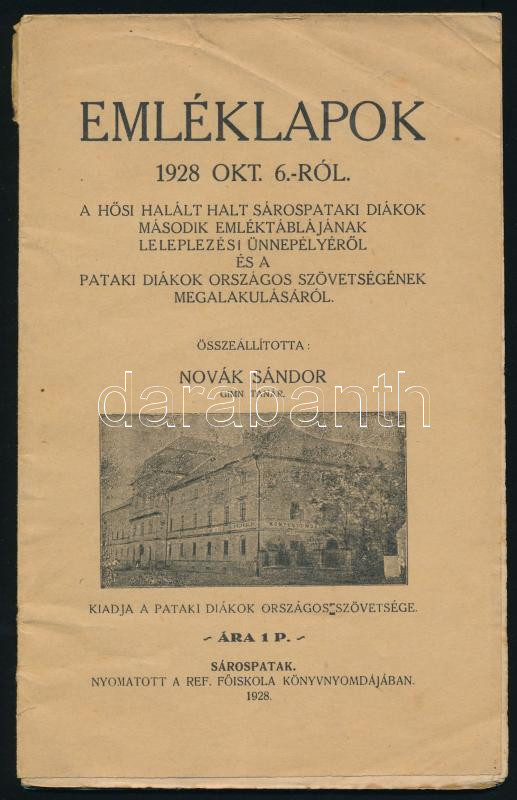 EMLÉKLAPOK
1928 OKT. 6.-RÓL.
A HŐSI HALÁLT HALT SÁROSPATAKI DIÁKOK
MÁSODIK EMLÉKTÁBLÁJÁNAK
LELEPLEZÉSI ÜNNEPÉLYÉRŐL
ÉS A
PATAKI DIÁKOK ORSZÁGOS SZÖVETSÉGÉNEK
MEGALAKULÁSÁRÓL.
ÖSSZEÁLLÍTOTTA:
NOVÁK SÁNDOR
GIMN TANÁR.
darabanth
KIADJA A PATAKI DIÁKOK ORSZÁGOS SZÖVETSÉGE.
~ ÁRA 1 P. ~
SÁROSPATAK.
NYOMATOTT A REF. FŐISKOLA KÖNYVNYOMDÁJÁBAN.
1928.